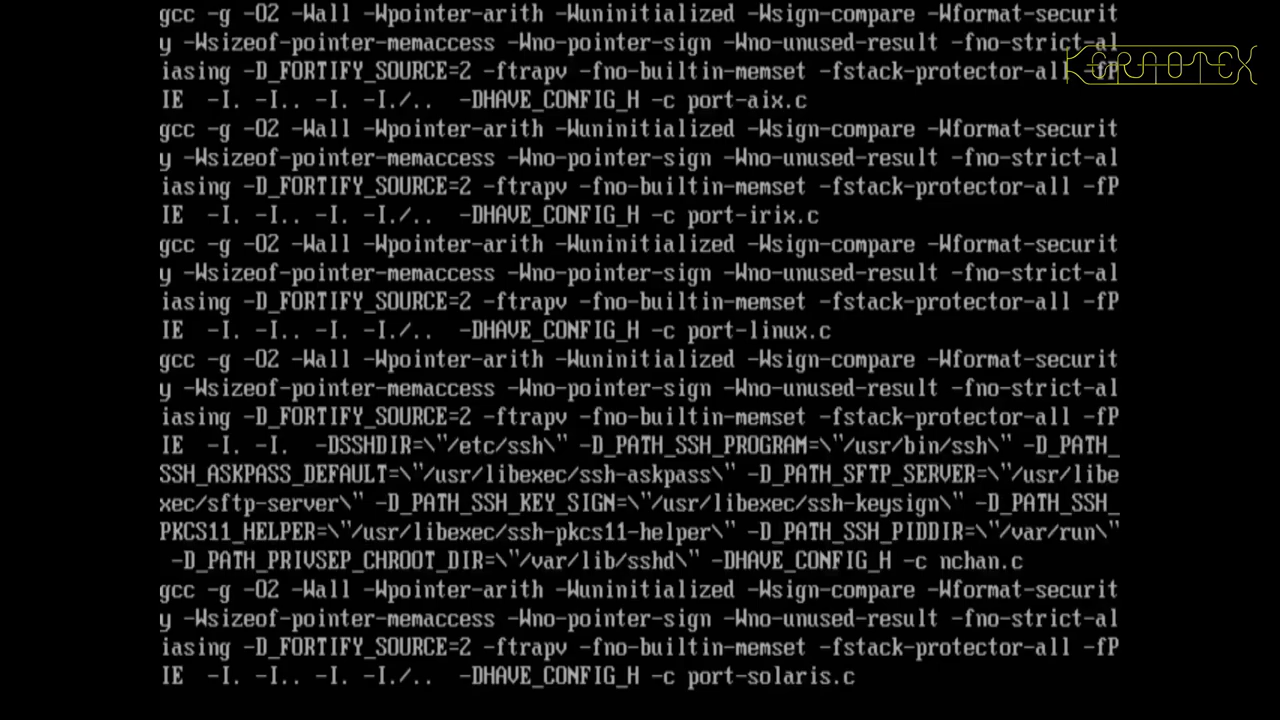 gcc -g -O2 -Wall -Wpointer-arith -Wuninitialized -Wsign-compare -Wformat-securit
y -Wsizeof-pointer-memaccess -Wno-pointer-sign -Wno-unused-result -fno-strict-al
iasing -D_FORTIFY_SOURCE=2 -ftrapv -fno-builtin-memset -fstack-protector-all -fP
IE  -I. -I.. -I. -I./..  -DHAVE_CONFIG_H -c port-aix.c
gcc -g -O2 -Wall -Wpointer-arith -Wuninitialized -Wsign-compare -Wformat-securit
y -Wsizeof-pointer-memaccess -Wno-pointer-sign -Wno-unused-result -fno-strict-al
iasing -D_FORTIFY_SOURCE=2 -ftrapv -fno-builtin-memset -fstack-protector-all -fP
IE  -I. -I.. -I. -I./..  -DHAVE_CONFIG_H -c port-irix.c
gcc -g -O2 -Wall -Wpointer-arith -Wuninitialized -Wsign-compare -Wformat-securit
y -Wsizeof-pointer-memaccess -Wno-pointer-sign -Wno-unused-result -fno-strict-al
iasing -D_FORTIFY_SOURCE=2 -ftrapv -fno-builtin-memset -fstack-protector-all -fP
IE  -I. -I.. -I. -I./..  -DHAVE_CONFIG_H -c port-linux.c
gcc -g -O2 -Wall -Wpointer-arith -Wuninitialized -Wsign-compare -Wformat-securit
y -Wsizeof-pointer-memaccess -Wno-pointer-sign -Wno-unused-result -fno-strict-al
iasing -D_FORTIFY_SOURCE=2 -ftrapv -fno-builtin-memset -fstack-protector-all -fP
IE  -I. -I.  -DSSHDIR=\"/etc/ssh\" -D_PATH_SSH_PROGRAM=\"/usr/bin/ssh\" -D_PATH_
SSH_ASKPASS_DEFAULT=\"/usr/libexec/ssh-askpass\" -D_PATH_SFTP_SERVER=\"/usr/libe
xec/sftp-server\" -D_PATH_SSH_KEY_SIGN=\"/usr/libexec/ssh-keysign\" -D_PATH_SSH_
PKCS11_HELPER=\"/usr/libexec/ssh-pkcs11-helper\" -D_PATH_SSH_PIDDIR=\"/var/run\"
 -D_PATH_PRIVSEP_CHROOT_DIR=\"/var/lib/sshd\" -DHAVE_CONFIG_H -c nchan.c
gcc -g -O2 -Wall -Wpointer-arith -Wuninitialized -Wsign-compare -Wformat-securit
y -Wsizeof-pointer-memaccess -Wno-pointer-sign -Wno-unused-result -fno-strict-al
iasing -D_FORTIFY_SOURCE=2 -ftrapv -fno-builtin-memset -fstack-protector-all -fP
IE  -I. -I.. -I. -I./..  -DHAVE_CONFIG_H -c port-solaris.c